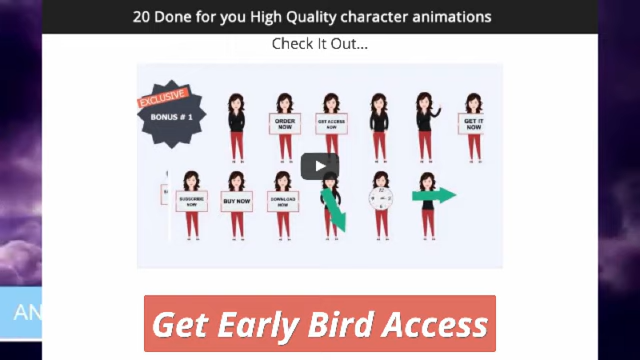 20 Done for you High Quality character animations
Check It Out...
EXCLUSIVE
BONUS # 1
ORDER
NOW
GET ACCESS
NOW
GET IT
NOW
SUBSCRIBE
NOW
BUY NOW
DOWNLOAD
NOW
AN
Get Early Bird Access